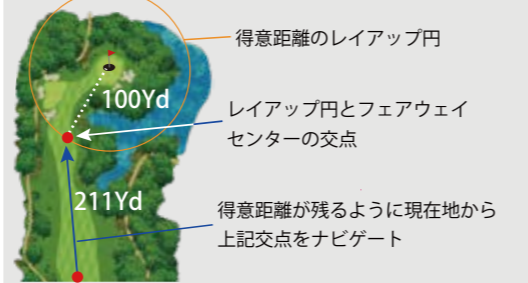 得意距離のレイアップ円
100Yd
レイアップ円とフェアウェイ
センターの交点
211Yd
得意距離が残るように現在地から
上記交点をナビゲート